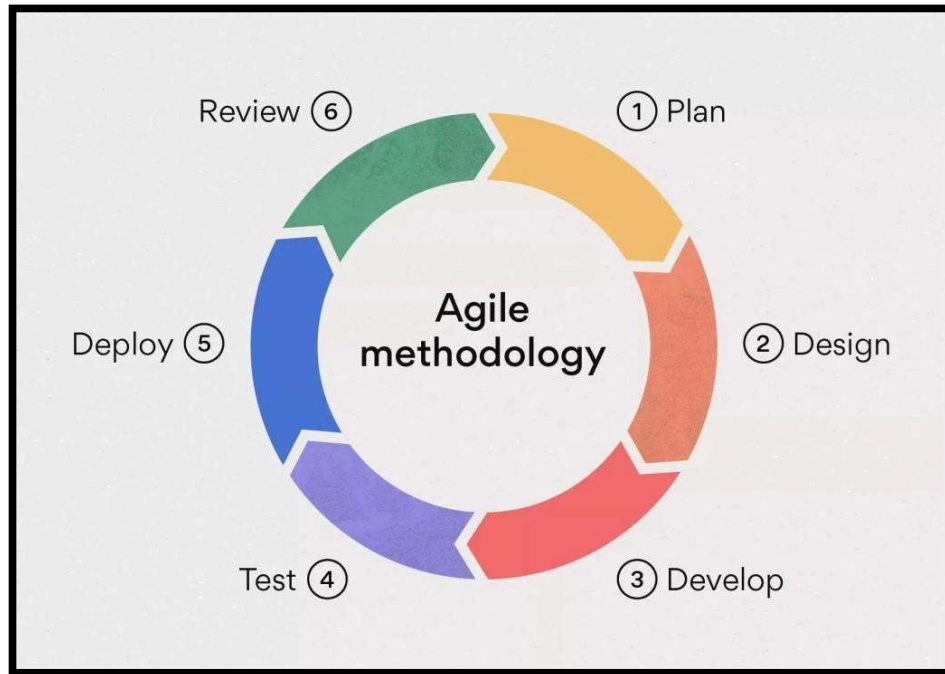 Agile
methodology
1 Plan
2 Design
3 Develop
Test 4
Deploy 5
Review 6